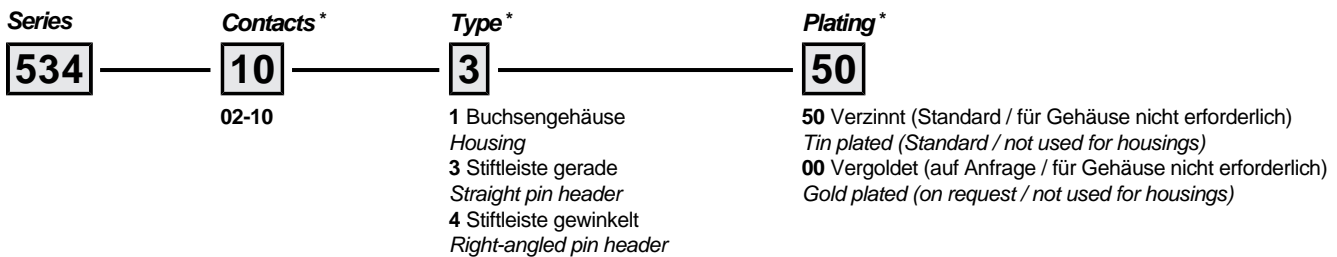 Series Contacts * Type * Plating *
534 10 3 50
02-10
1 Buchsengehäuse
Housing
3 Stiftleiste gerade
Straight pin header
4 Stiftleiste gewinkelt
Right-angled pin header
50 Verzinnt (Standard / für Gehäuse nicht erforderlich)
Tin plated (Standard / not used for housings)
00 Vergoldet (auf Anfrage / für Gehäuse nicht erforderlich)
Gold plated (on request / not used for housings)